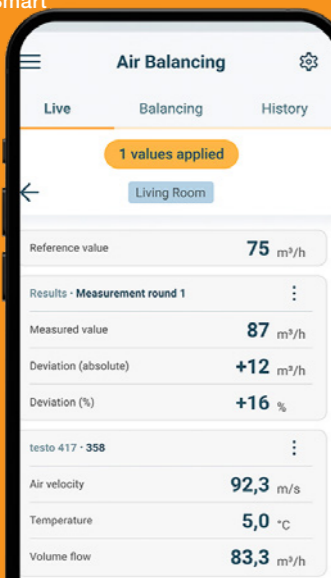 Smart
Air Balancing
Live Balancing History
1 values applied
Living Room
Reference value 75 m³/h
Results · Measurement round 1
Measured value 87 m³/h
Deviation (absolute) +12 m³/h
Deviation (%) +16 %
testo 417 · 358
Air velocity 92,3 m/s
Temperature 5,0 °C
Volume flow 83,3 m³/h